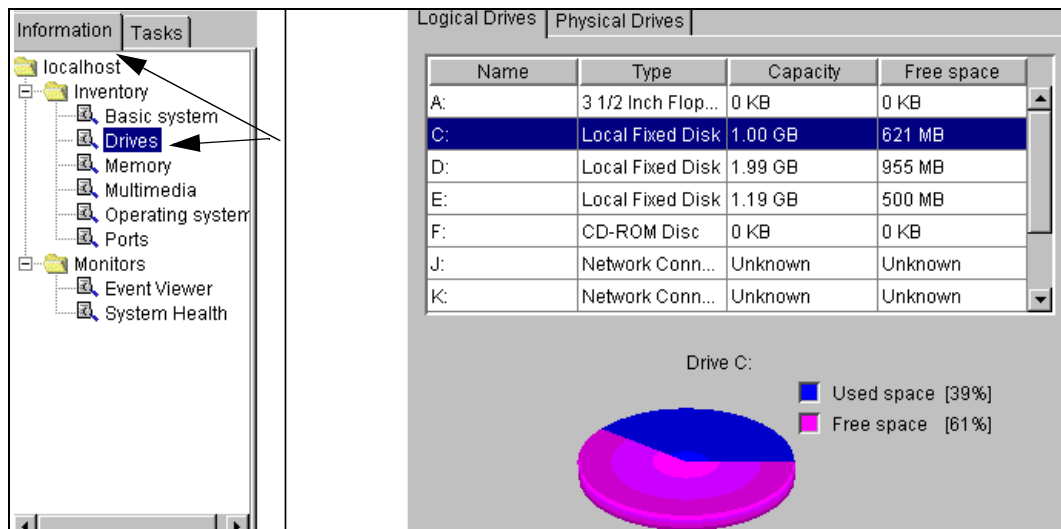 Information Tasks
localhost
Inventory
Basic system
Drives
Memory
Multimedia
Operating system
Ports
Monitors
Event Viewer
System Health
Logical Drives Physical Drives
Name Type Capacity Free space
A: 3 1/2 Inch Flop... 0 KB 0 KB
C: Local Fixed Disk 1.00 GB 621 MB
D: Local Fixed Disk 1.99 GB 955 MB
E: Local Fixed Disk 1.19 GB 500 MB
F: CD-ROM Disc 0 KB 0 KB
J: Network Conn... Unknown Unknown
K: Network Conn... Unknown Unknown
Drive C:
Used space [39%]
Free space [61%]